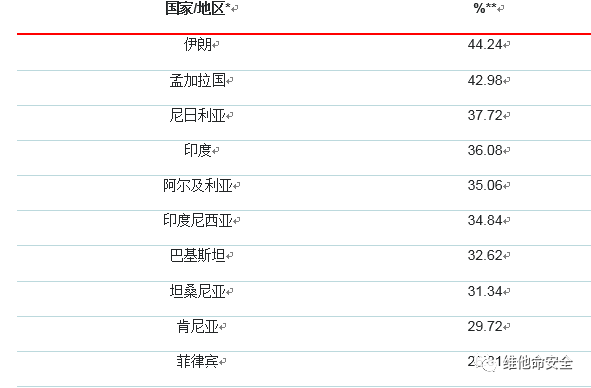 国家/地区* %**
伊朗 44.24
孟加拉国 42.98
尼日利亚 37.72
印度 36.08
阿尔及利亚 35.06
印度尼西亚 34.84
巴基斯坦 32.62
坦桑尼亚 31.34
肯尼亚 29.72
菲律宾
维他命安全